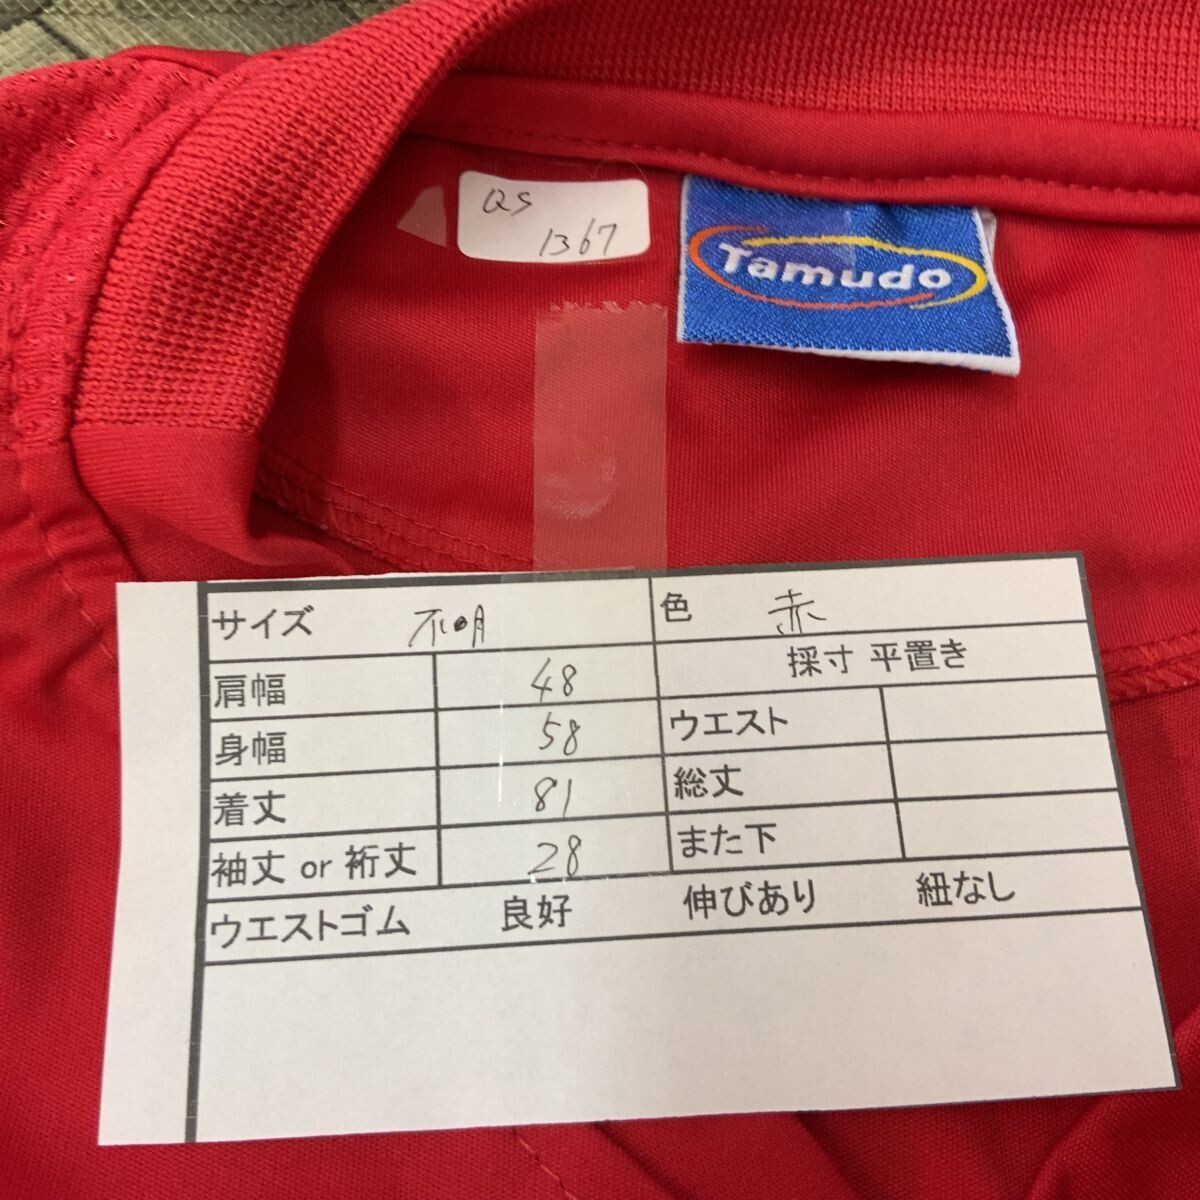 QS
1367
Tamudo
サイズ 不明 色 赤
肩幅 48 採寸 平置き
身幅 58 ウエスト
着丈 81 総丈
袖丈 or 裄丈 28 また下
ウエストゴム 良好 伸びあり 紐なし